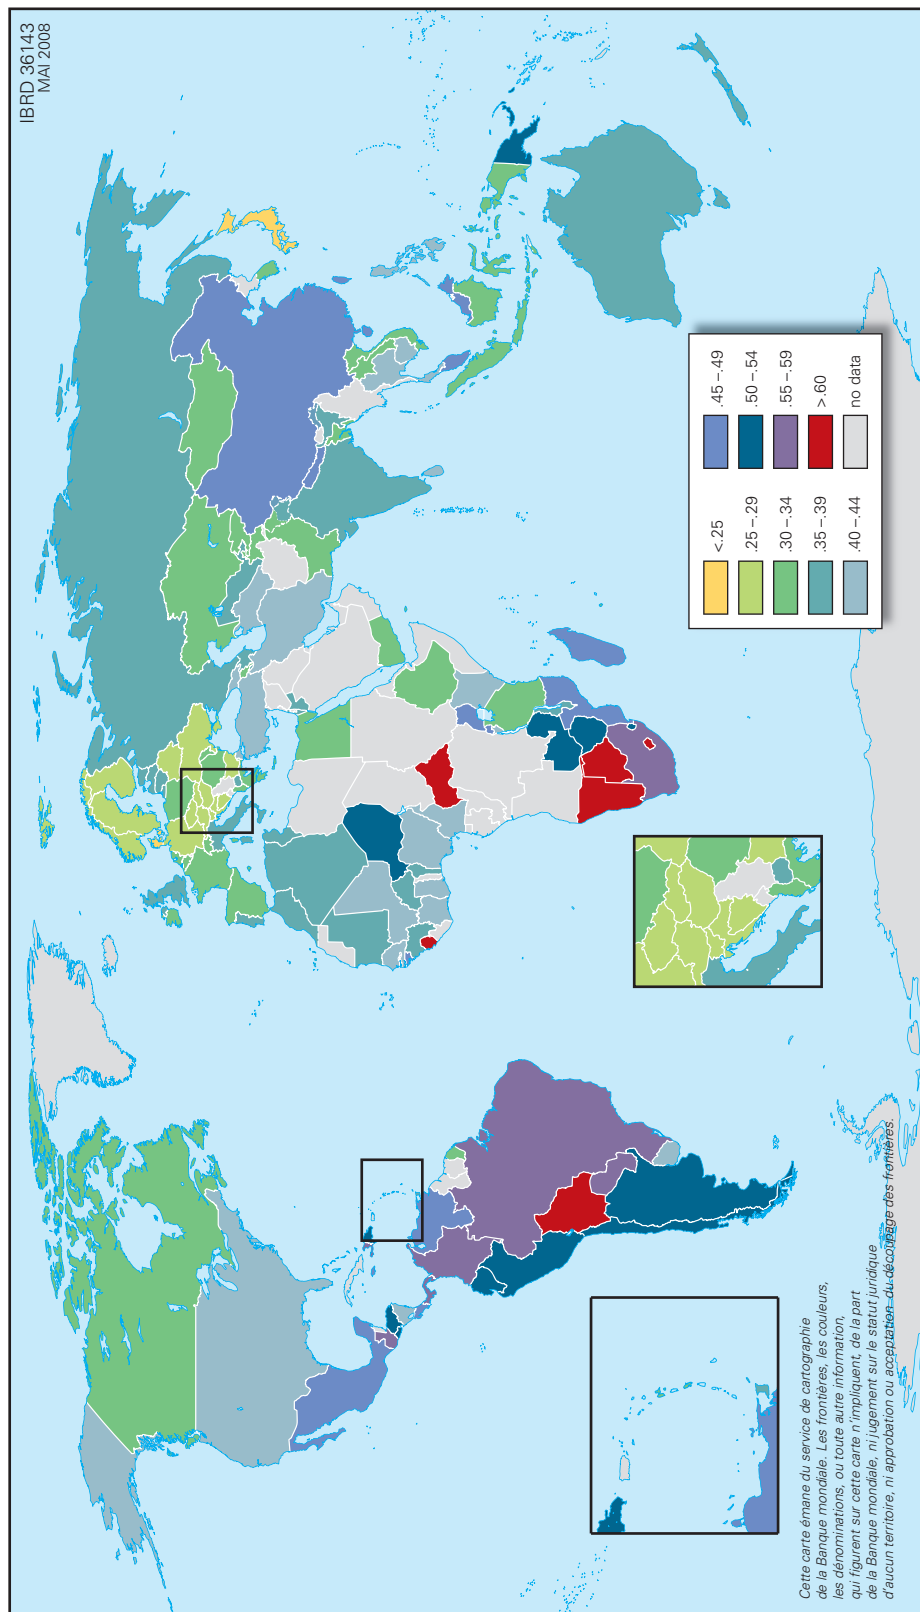 IBRD 36143
MAI 2008
<.25
.25–.29
.30–.34
.35–.39
.40–.44
.45–.49
.50–.54
.55–.59
>.60
no data
Cette carte émane du service de cartographie
de la Banque mondiale. Les frontières, les couleurs,
les dénominations, ou toute autre information,
qui figurent sur cette carte n'impliquent, de la part
de la Banque mondiale, ni jugement sur le statut juridique
d'aucun territoire, ni approbation ou acceptation du découpage des frontières.